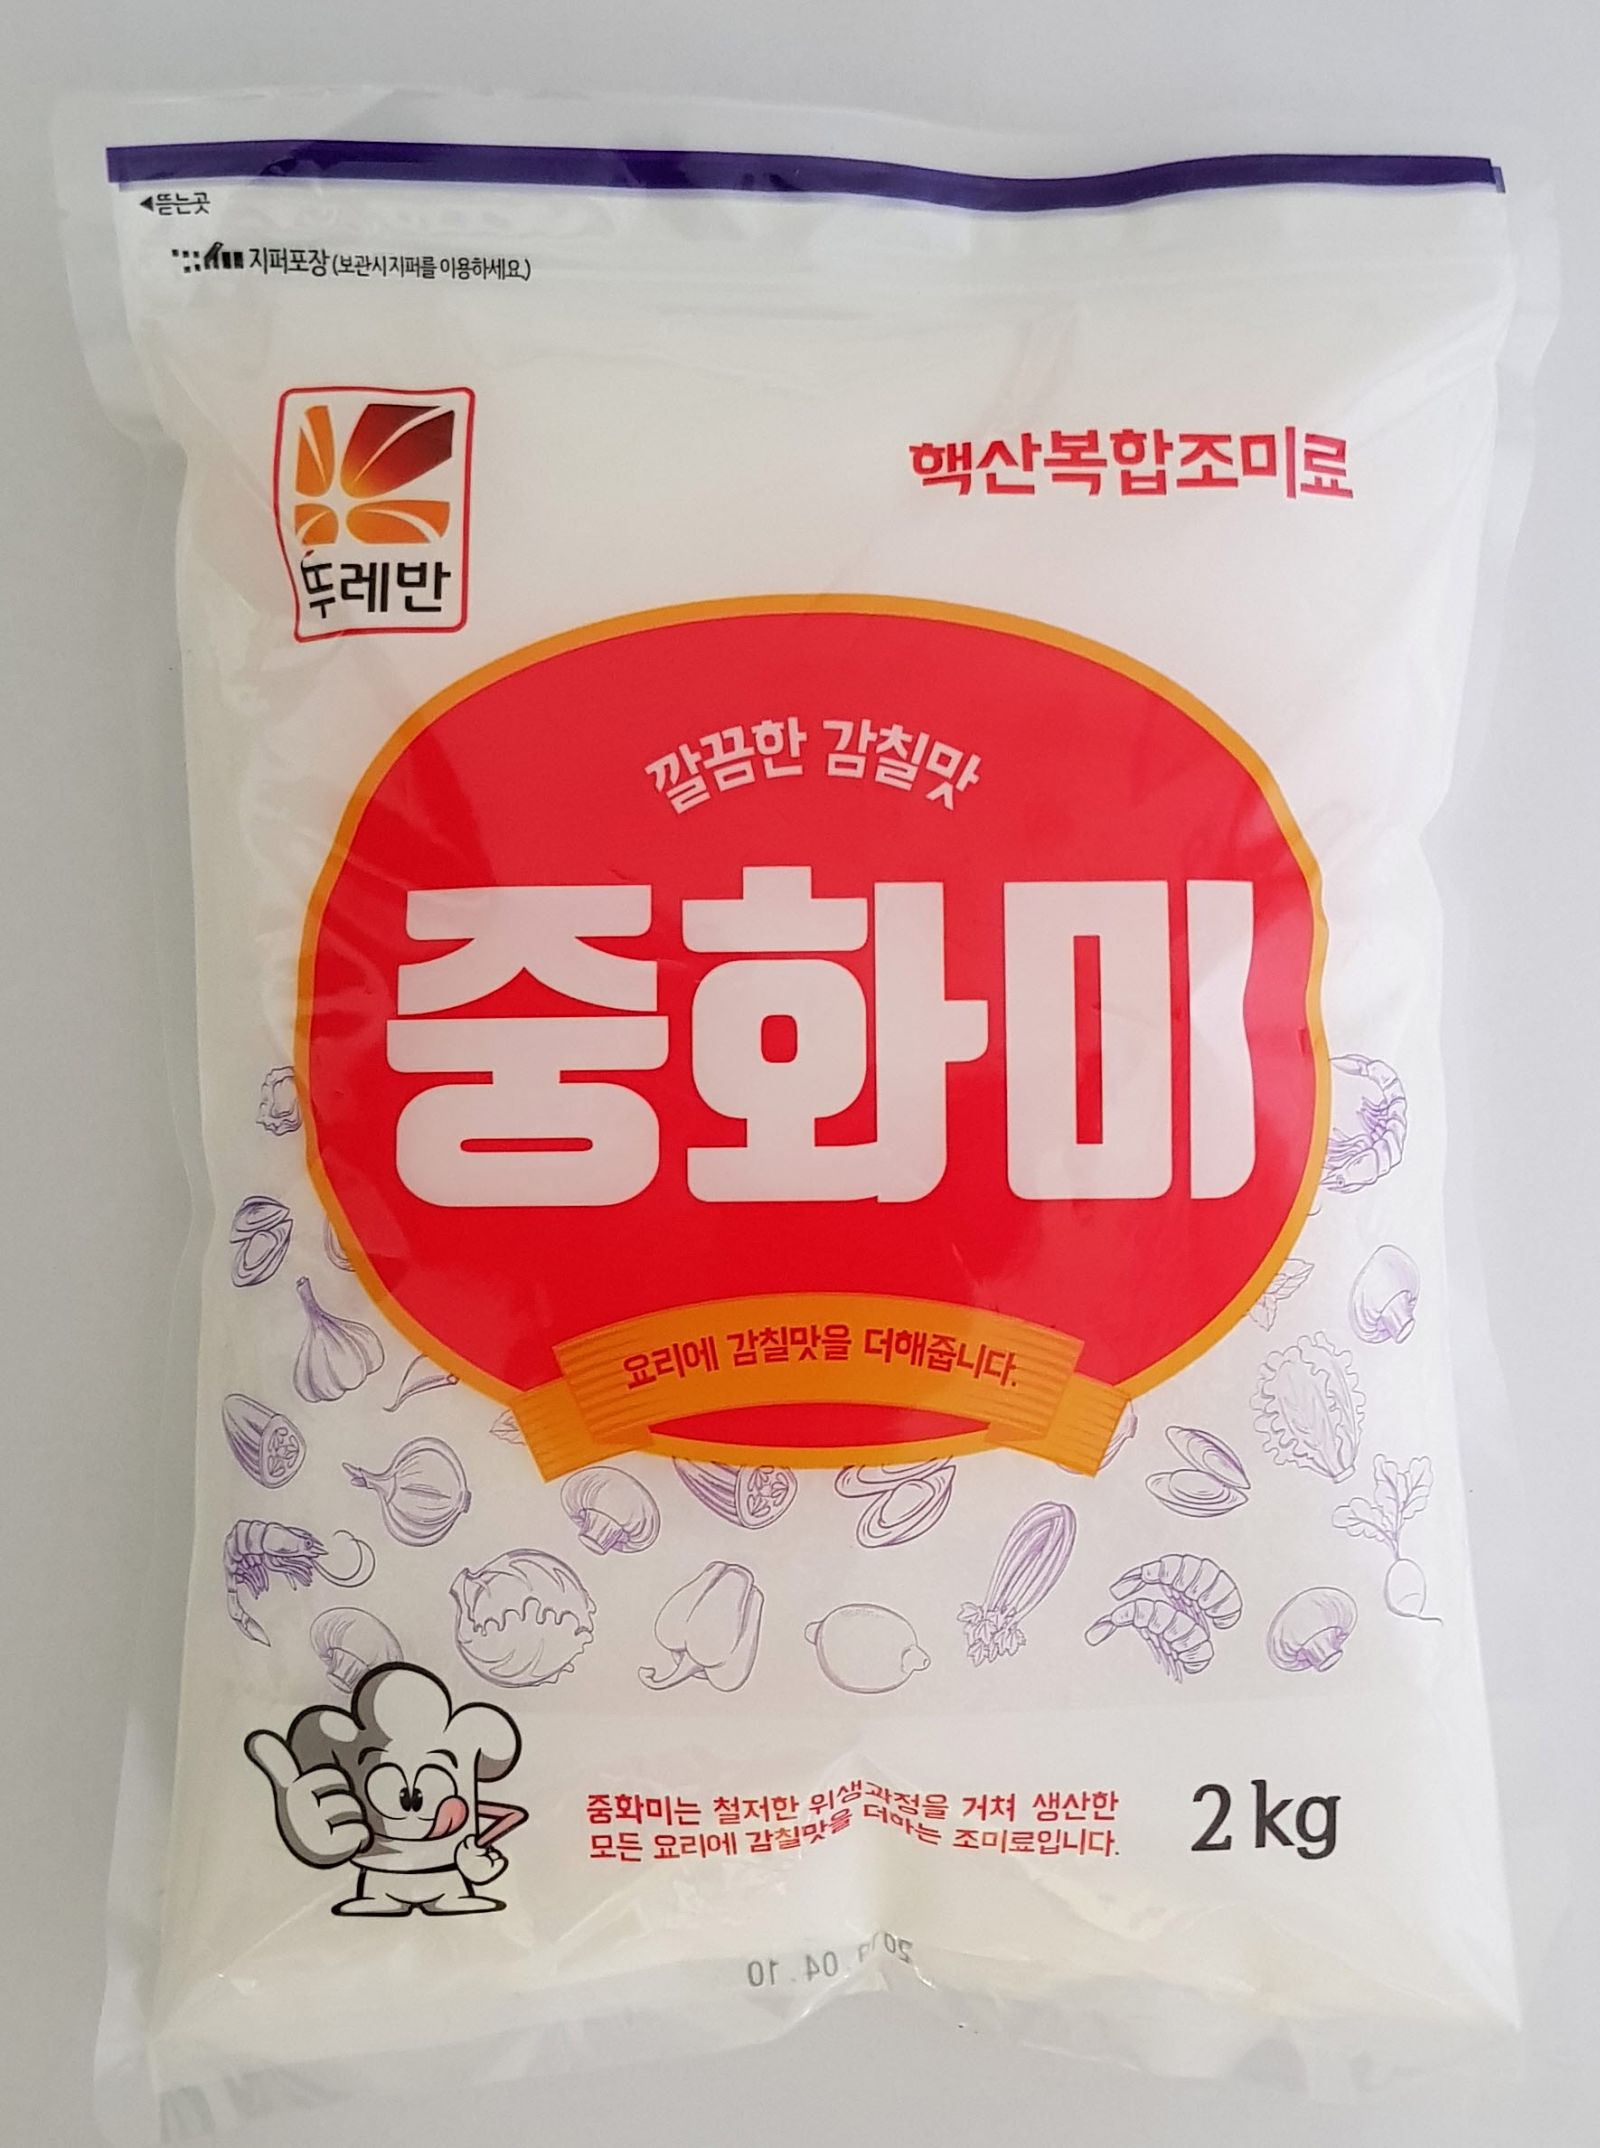 ◀뜯는곳
지퍼포장(보관시 지퍼를 이용하세요.)
뚜레반
핵산복합조미료
깔끔한 감칠맛
중화미
요리에 감칠맛을 더해줍니다.
중화미는 철저한 위생과정을 거쳐 생산한
모든 요리에 감칠맛을 더하는 조미료입니다.
2kg
04.10